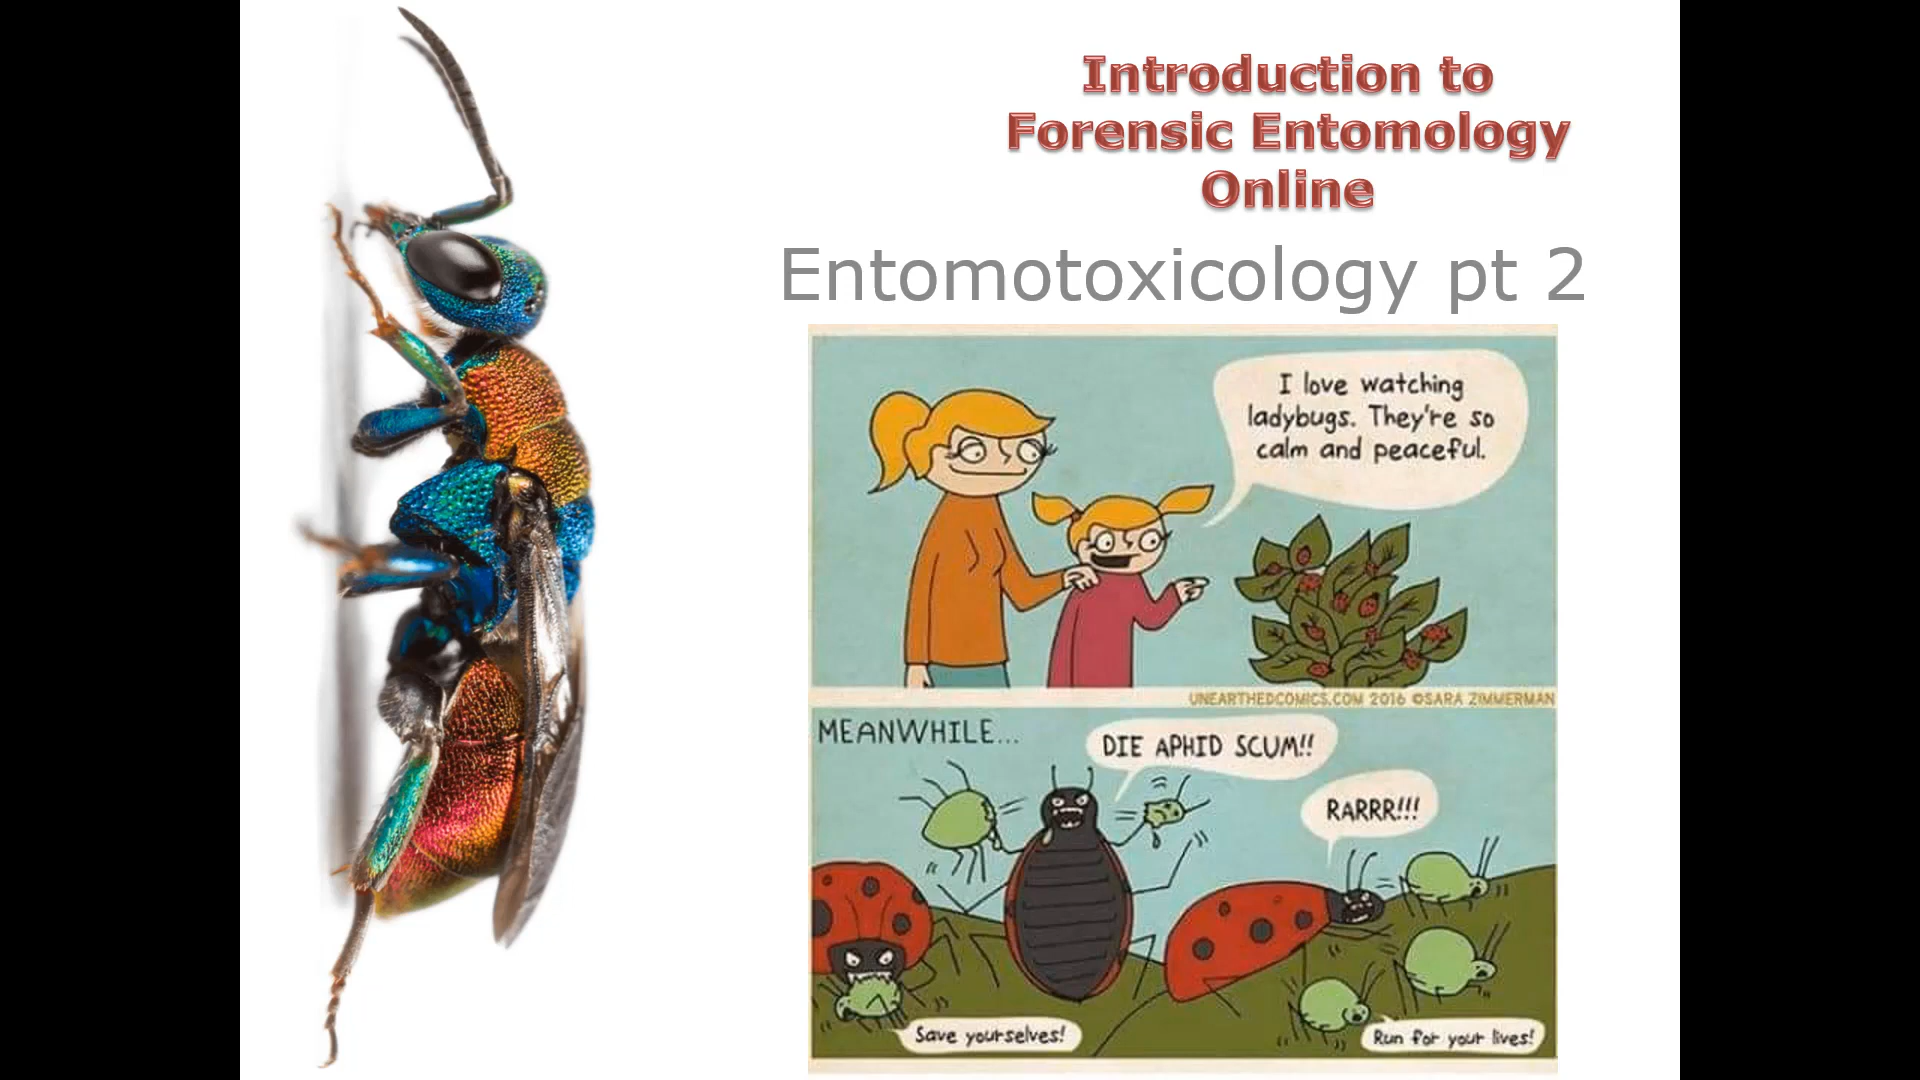 Introduction to
Forensic Entomology
Online
Entomotoxicology pt 2
I love watching
ladybugs. They're so
calm and peaceful.
UNEARTHEDCOMICS.COM 2016 ©SARA ZIMMERMAN
MEANWHILE...
DIE APHID SCUM!!
RARRR!!!
Save yourselves!
Run for your lives!